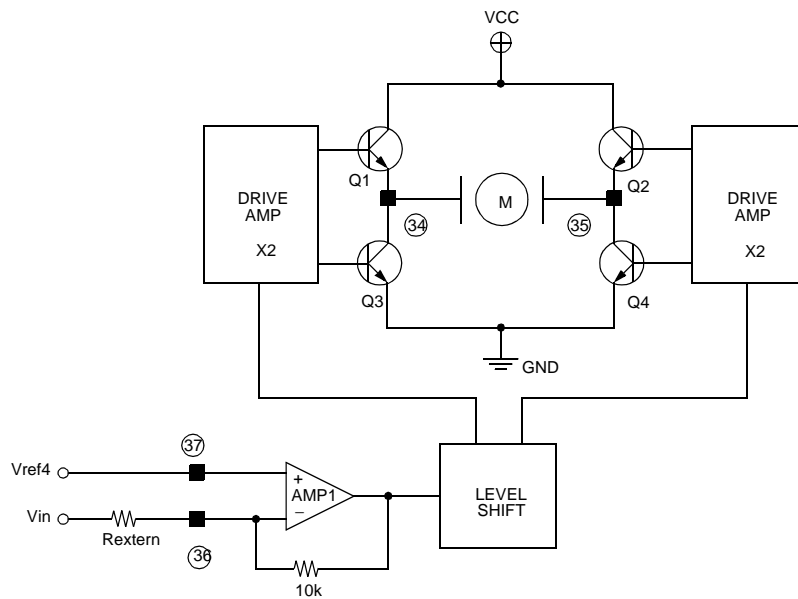 VCC
Q1
Q2
DRIVE
AMP
X2
M
DRIVE
AMP
X2
34
35
Q3
Q4
GND
37
Vref4
+
AMP1
−
LEVEL
SHIFT
Vin
Rextern
36
10k